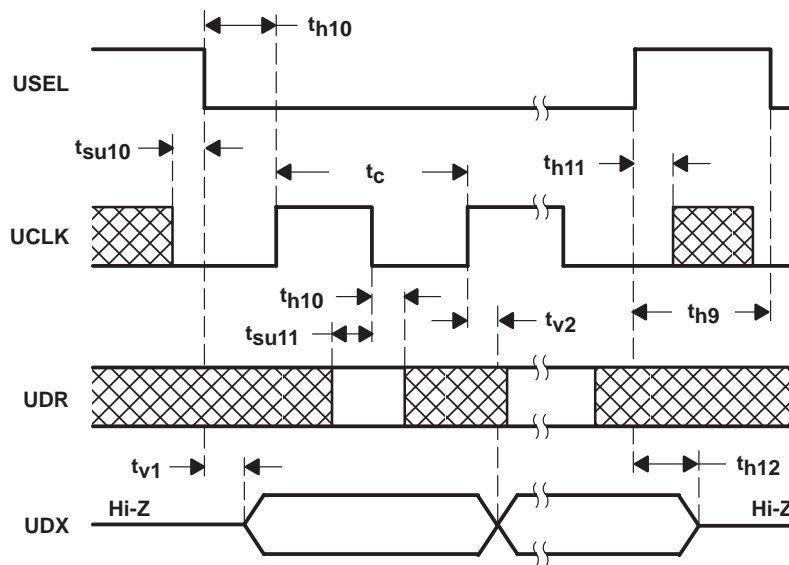 th10
USEL
tsu10
tc
th11
UCLK
th10
tsu11
tv2
th9
UDR
tv1
th12
Hi-Z
Hi-Z
UDX